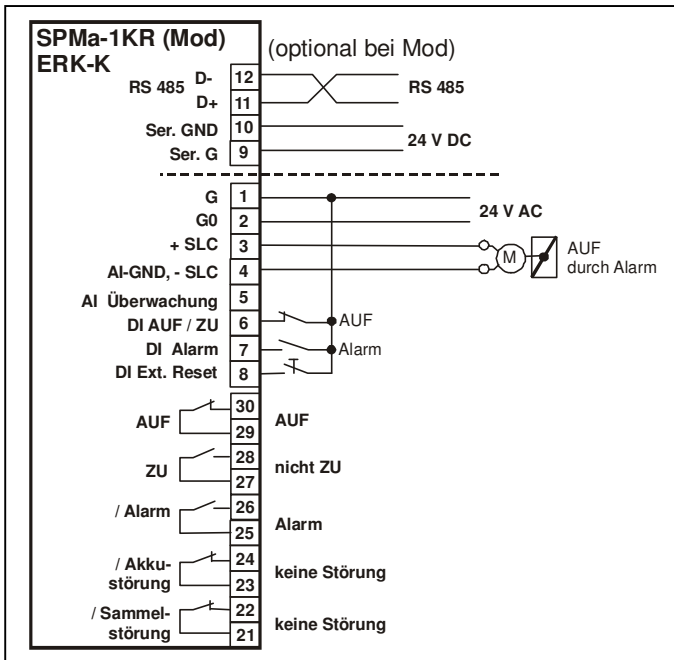 SPMa-1KR (Mod)
ERK-K
(optional bei Mod)
RS 485 D- 12 RS 485
D+ 11
Ser. GND 10 24 V DC
Ser. G 9
G 1 24 V AC
G0 2
+ SLC 3 M AUF
AI-GND, - SLC 4 durch Alarm
AI Überwachung 5
DI AUF / ZU 6 AUF
DI Alarm 7 Alarm
DI Ext. Reset 8
AUF 30 AUF
29
ZU 28 nicht ZU
27
/ Alarm 26 Alarm
25
/ Akku- 24 keine Störung
störung 23
/ Sammel- 22 keine Störung
störung 21